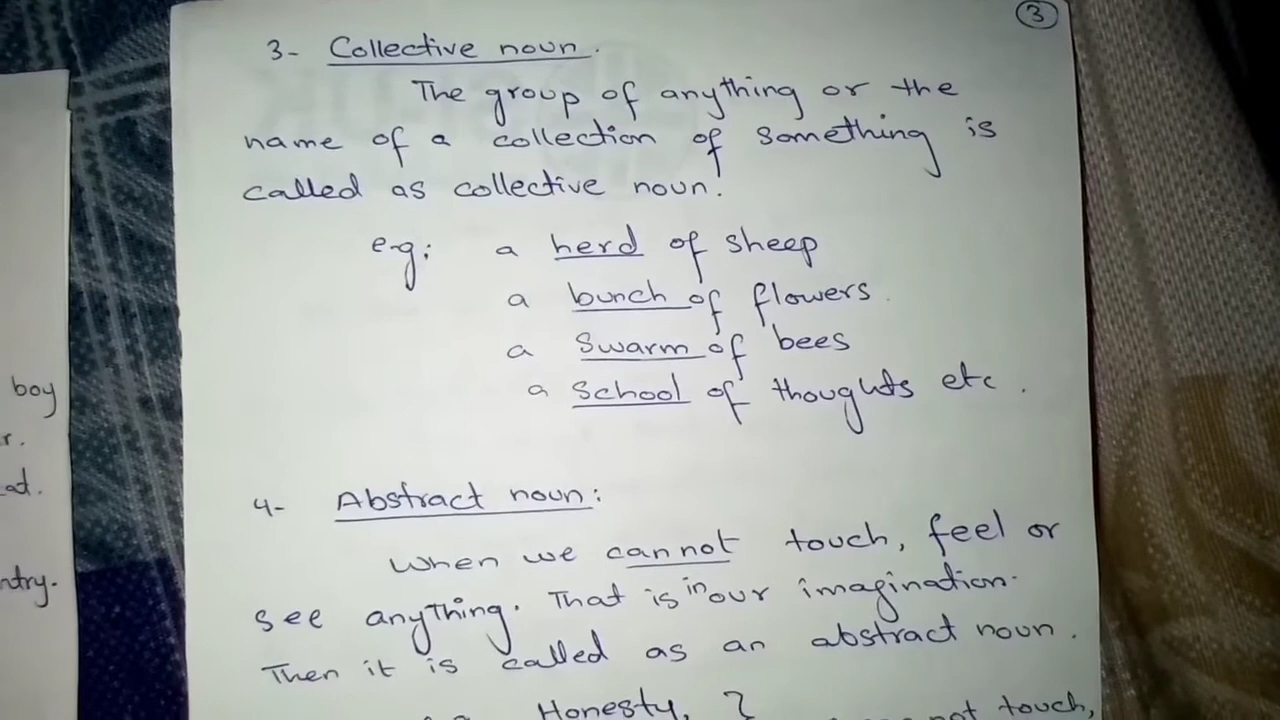 3
3- Collective noun.
The group of anything or the
name of a collection of something is
called as collective noun.
e.g: a herd of sheep
a bunch of flowers
a swarm of bees
a school of thoughts etc.
4- Abstract noun:
When we cannot touch, feel or
see anything. That is in our imagination.
Then it is called as an abstract noun.
Honesty, not touch,
boy
r.
at.
ntry.